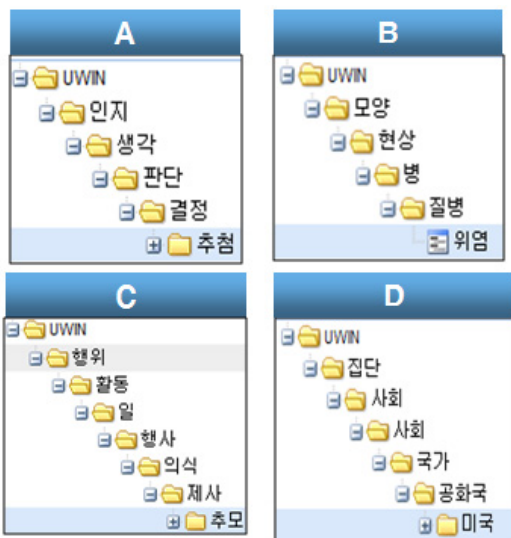 A
UWIN
인지
생각
판단
결정
추첨
B
UWIN
모양
현상
병
질병
위염
C
UWIN
행위
활동
일
행사
의식
제사
추모
D
UWIN
집단
사회
사회
국가
공화국
미국